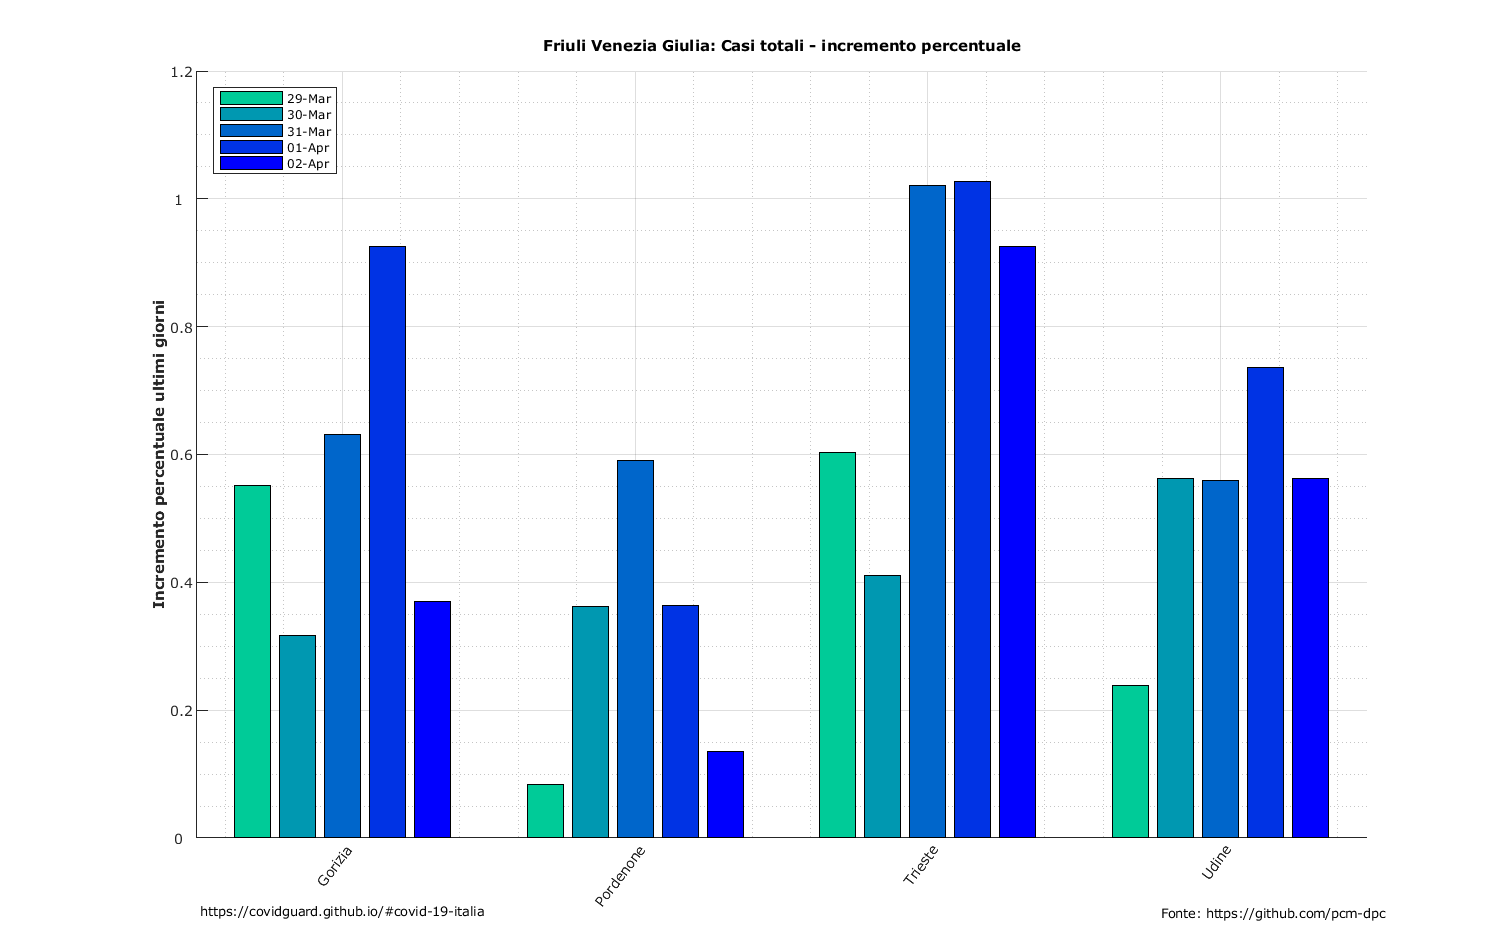 Friuli Venezia Giulia: Casi totali - incremento percentuale
1.2
1
0.8
0.6
0.4
0.2
0
Incremento percentuale ultimi giorni
29-Mar
30-Mar
31-Mar
01-Apr
02-Apr
Gorizia
Pordenone
Trieste
Udine
https://covidguard.github.io/#covid-19-italia
Fonte: https://github.com/pcm-dpc